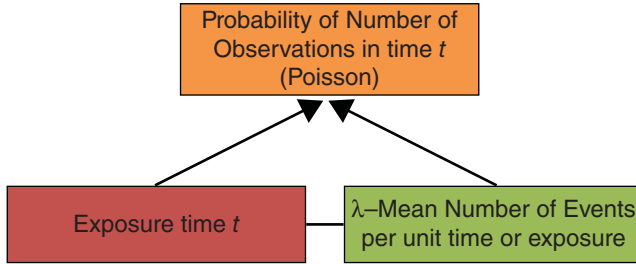 Probability of Number of
Observations in time t
(Poisson)
Exposure time t
λ–Mean Number of Events
per unit time or exposure